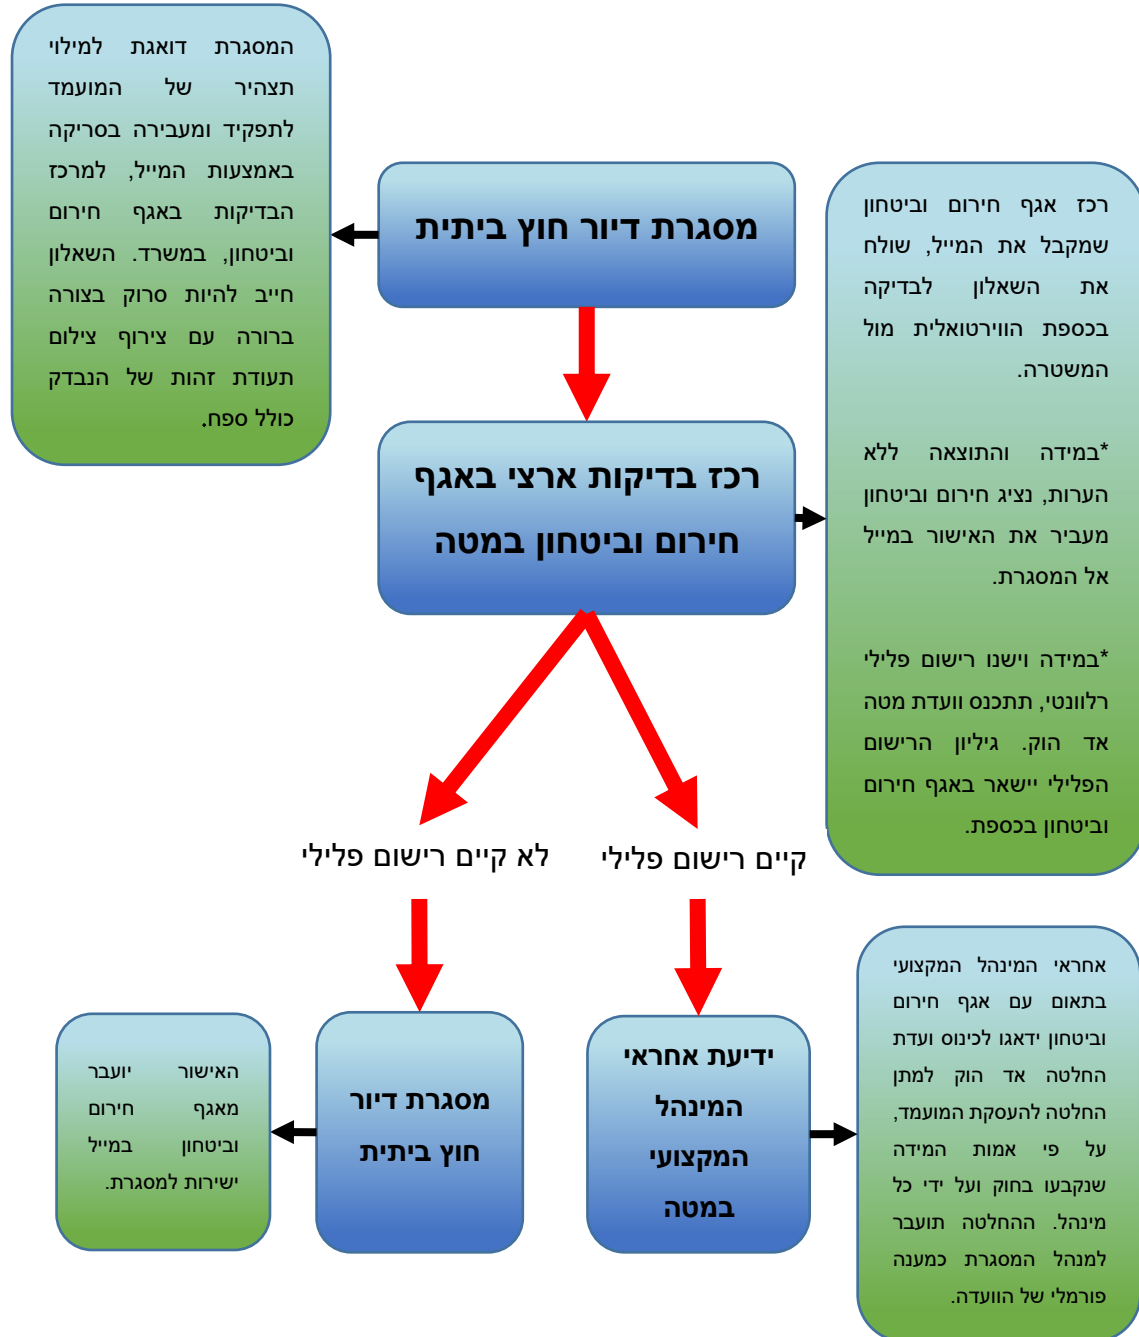 המסגרת דואגת למילוי
תצהיר של המועמד
לתפקיד ומעבירה בסריקה
באמצעות המייל, למרכז
הבדיקות באגף חירום
וביטחון, במשרד. השאלון
חייב להיות סרוק בצורה
ברורה עם צירוף צילום
תעודת זהות של הנבדק
כולל ספח.
מסגרת דיור חוץ ביתית
רכז אגף חירום וביטחון
שמקבל את המייל, שולח
את השאלון לבדיקה
בכספת הווירטואלית מול
המשטרה.
*במידה והתוצאה ללא
הערות, נציג חירום וביטחון
מעביר את האישור במייל
אל המסגרת.
*במידה וישנו רישום פלילי
רלוונטי, תתכנס וועדת מטה
אד הוק. גיליון הרישום
הפלילי יישאר באגף חירום
וביטחון בכספת.
רכז בדיקות ארצי באגף
חירום וביטחון במטה
קיים רישום פלילי
לא קיים רישום פלילי
אחראי המינהל המקצועי
בתאום עם אגף חירום
וביטחון ידאגו לכינוס ועדת
החלטה אד הוק למתן
החלטה להעסקת המועמד,
על פי אמות המידה
שנקבעו בחוק ועל ידי כל
מינהל. ההחלטה תועבר
למנהל המסגרת כמענה
פורמלי של הוועדה.
ידיעת אחראי
המינהל
המקצועי
במטה
מסגרת דיור
חוץ ביתית
האישור יועבר
מאגף חירום
וביטחון במייל
ישירות למסגרת.